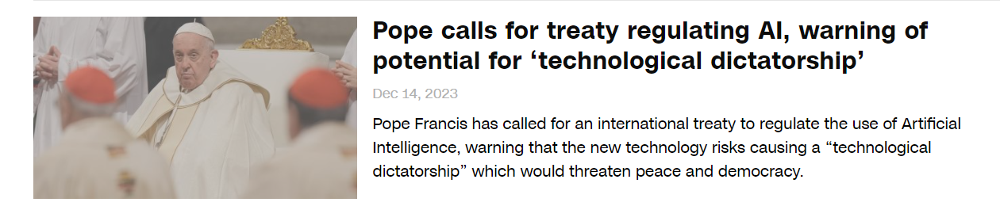 Pope calls for treaty regulating AI, warning of
potential for ‘technological dictatorship’
Dec 14, 2023
Pope Francis has called for an international treaty to regulate the use of Artificial
Intelligence, warning that the new technology risks causing a “technological
dictatorship” which would threaten peace and democracy.